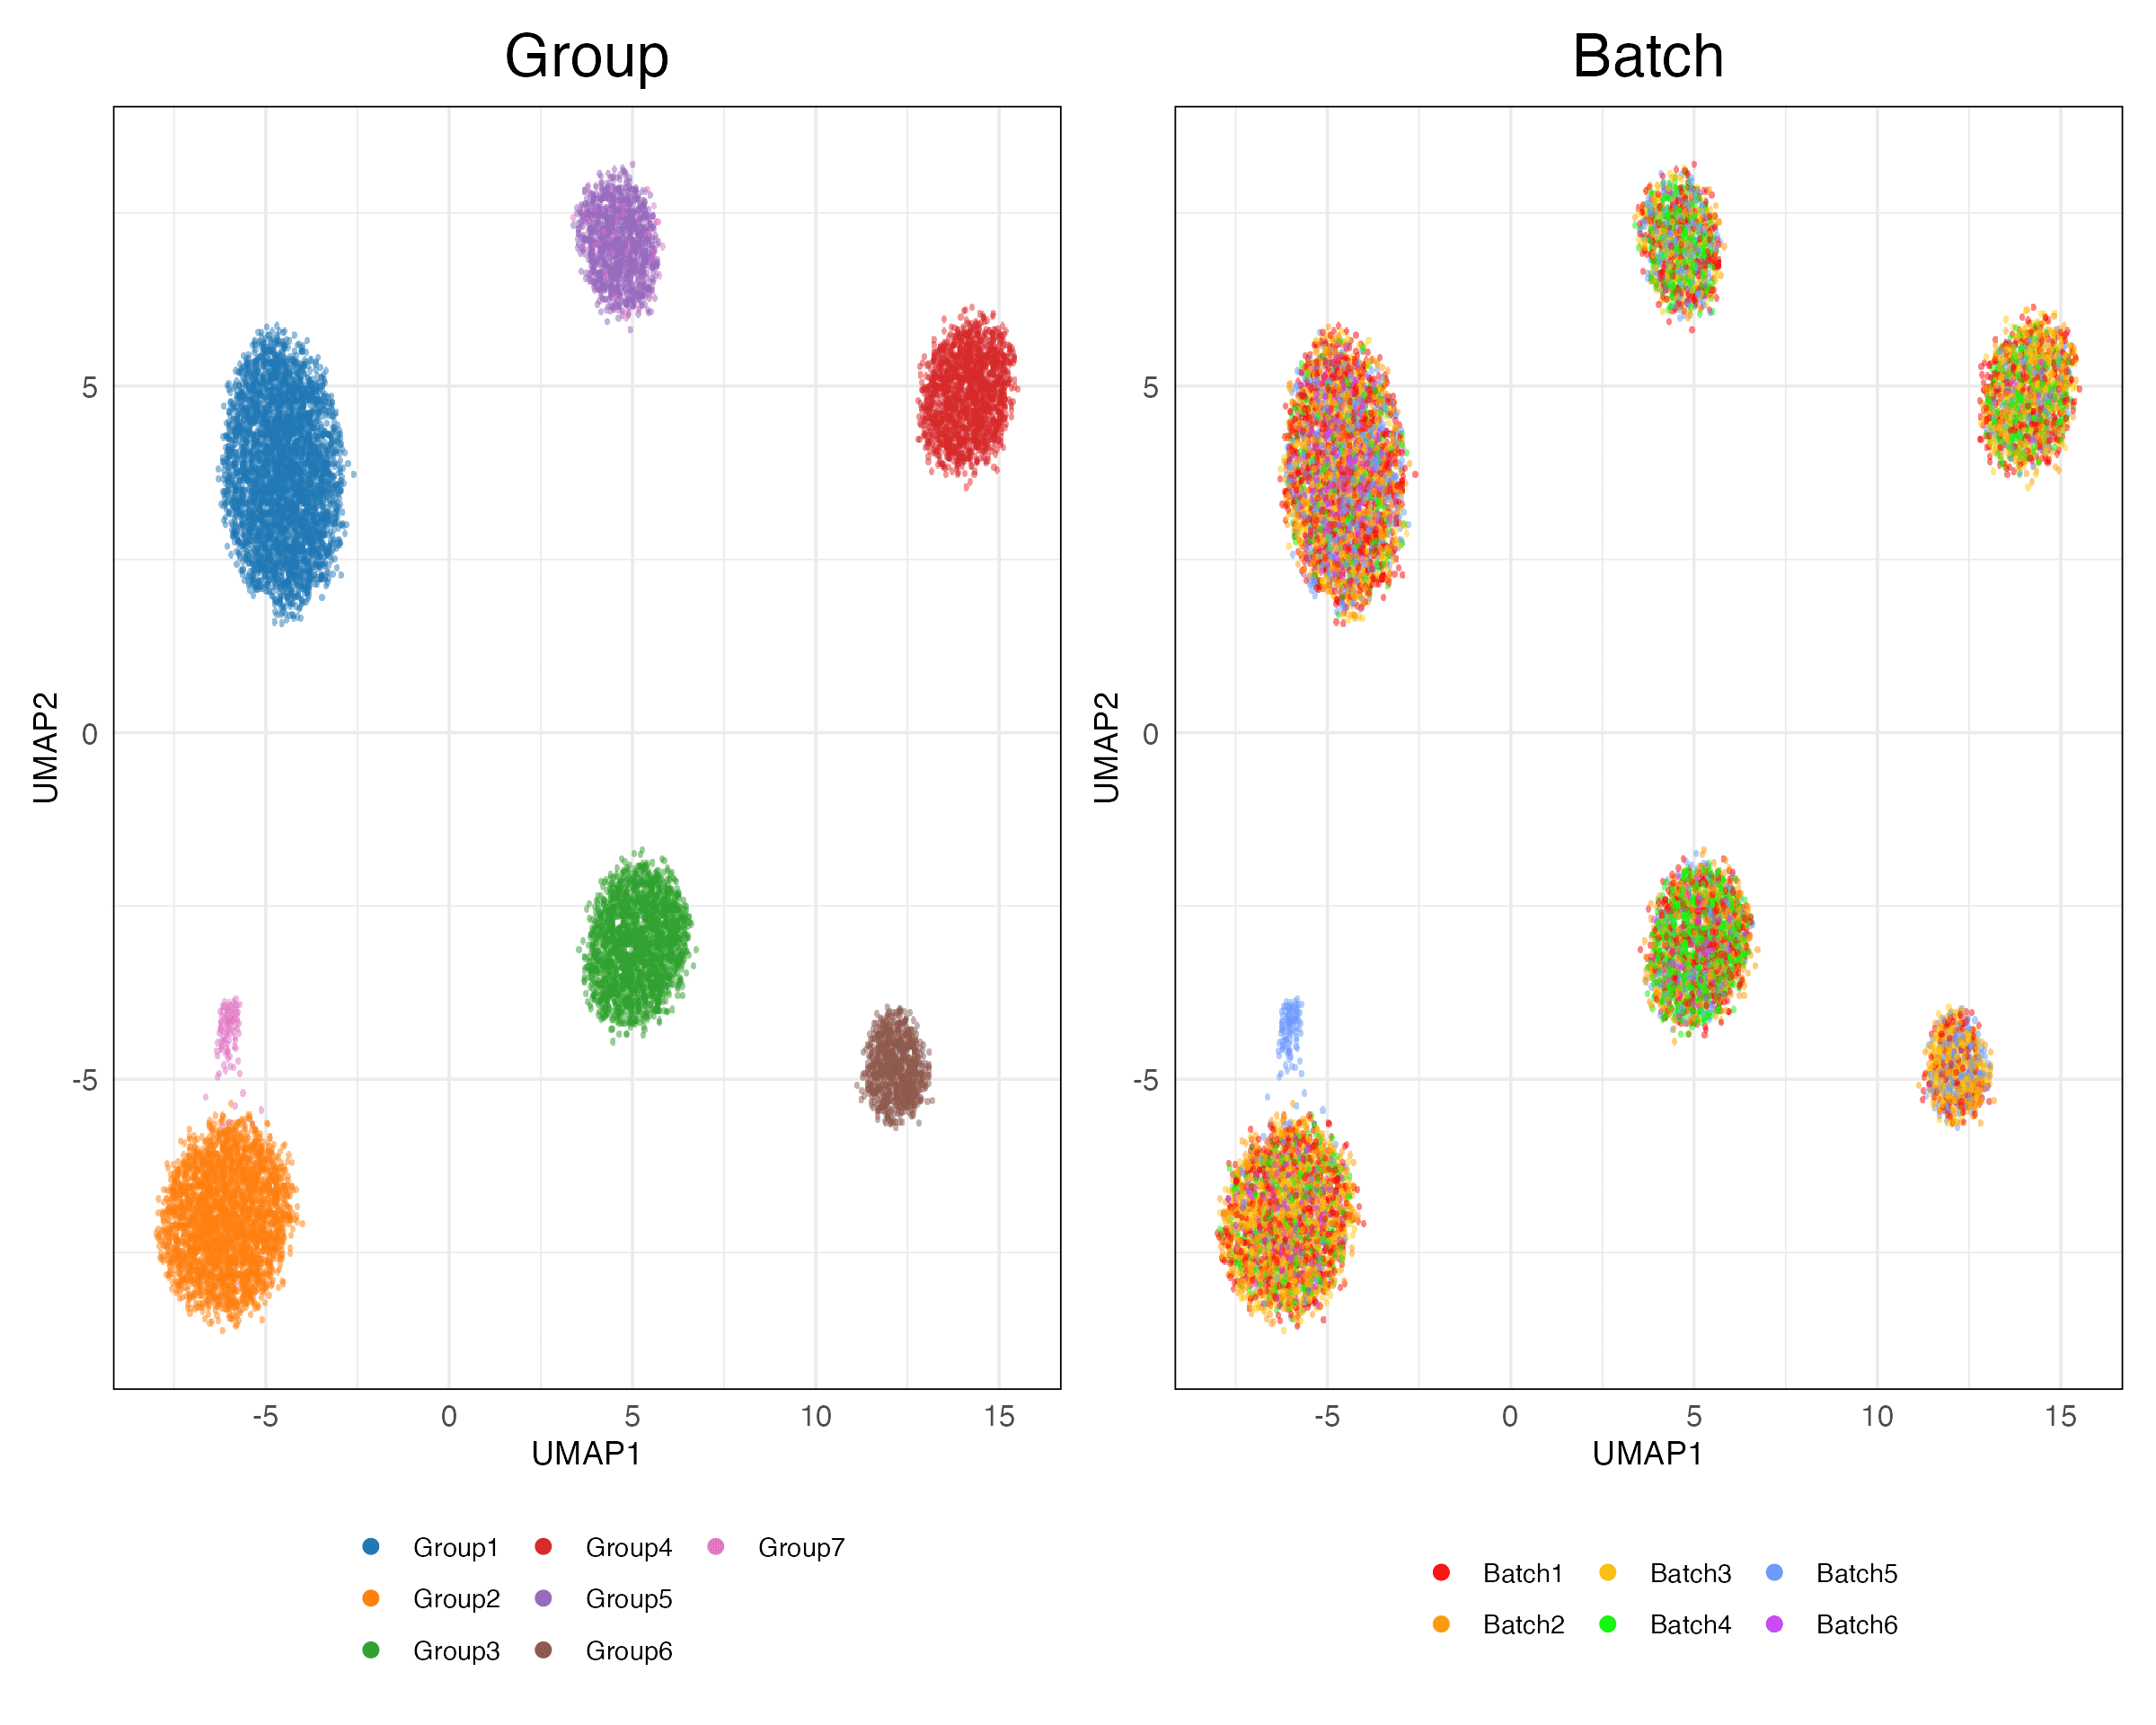 Group
Batch
UMAP2
5
0
-5
-5 0 5 10 15
UMAP1
UMAP2
5
0
-5
-5 0 5 10 15
UMAP1
Group1 Group4 Group7
Group2 Group5
Group3 Group6
Batch1 Batch3 Batch5
Batch2 Batch4 Batch6